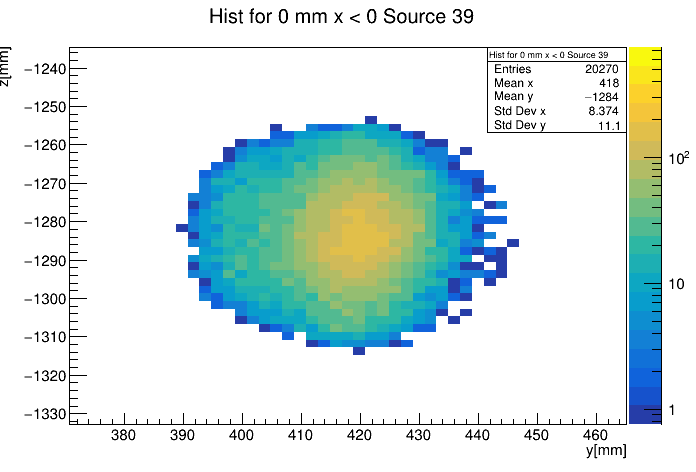 Hist for 0 mm x < 0 Source 39
z[mm]
Hist for 0 mm x < 0 Source 39
Entries 20270
Mean x 418
Mean y −1284
Std Dev x 8.374
Std Dev y 11.1
−1240
−1250
−1260
−1270
−1280
−1290
−1300
−1310
−1320
−1330
10²
10
1
380 390 400 410 420 430 440 450 460
y[mm]